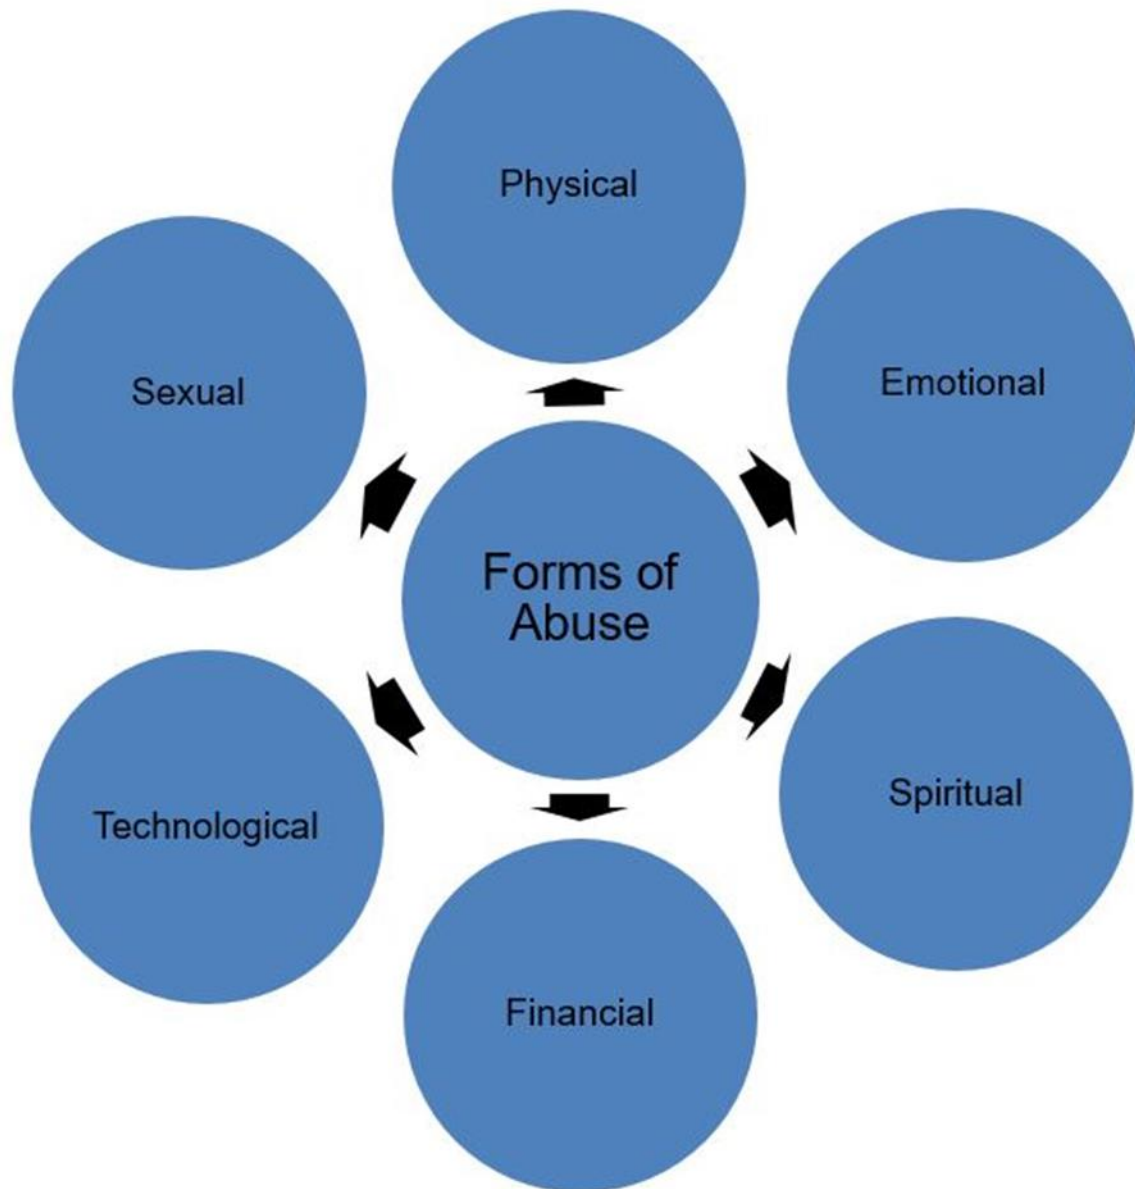 Physical
Sexual
Emotional
Forms of
Abuse
Spiritual
Technological
Financial